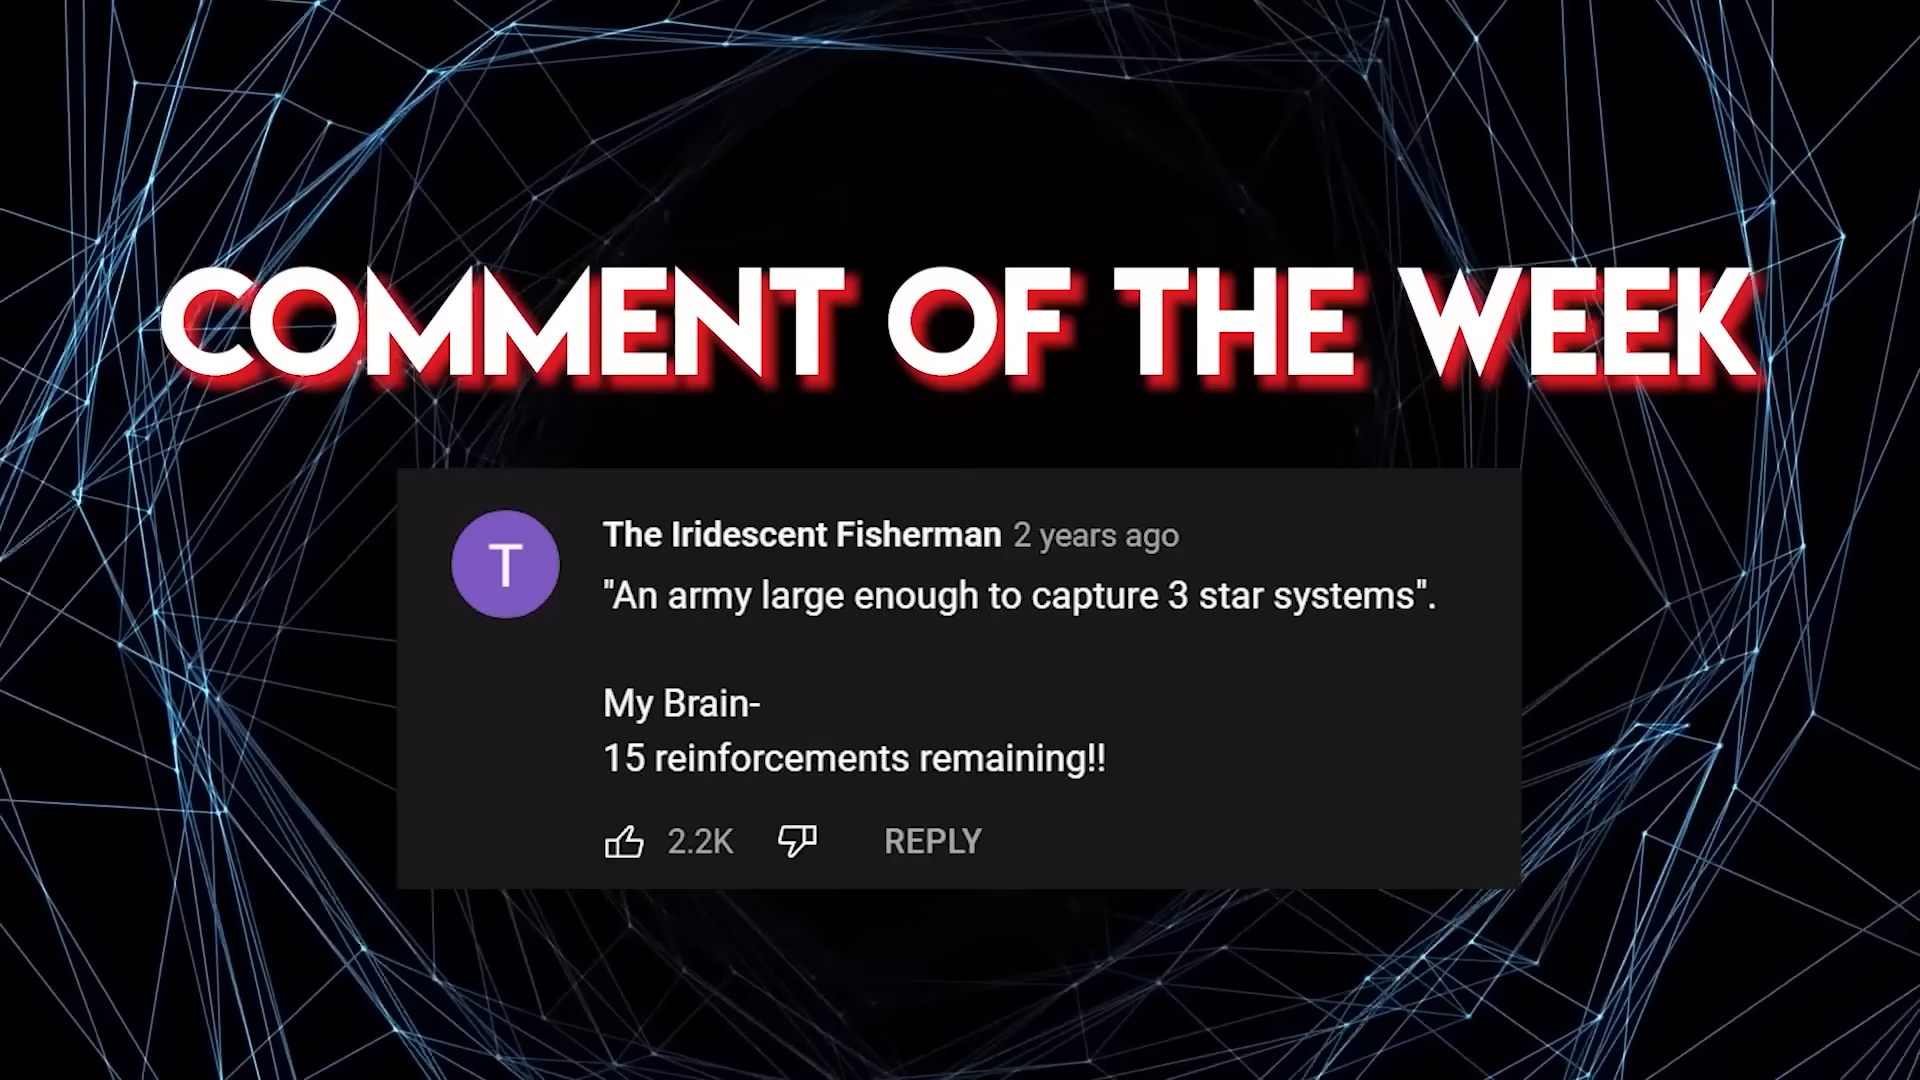 COMMENT OF THE WEEK
T
The Iridescent Fisherman 2 years ago
"An army large enough to capture 3 star systems".
My Brain-
15 reinforcements remaining!!
2.2K REPLY